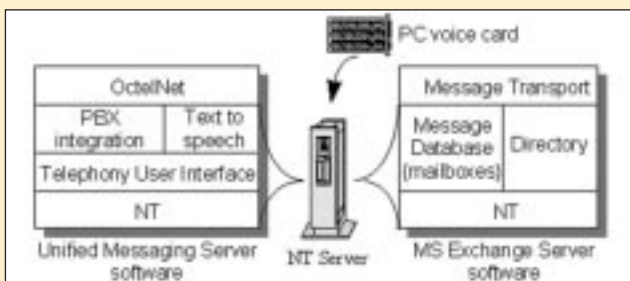 PC voice card
OctelNet
PBX integration
Text to speech
Telephony User Interface
NT
Unified Messaging Server software
NT Server
Message Transport
Message Database (mailboxes)
Directory
NT
MS Exchange Server software